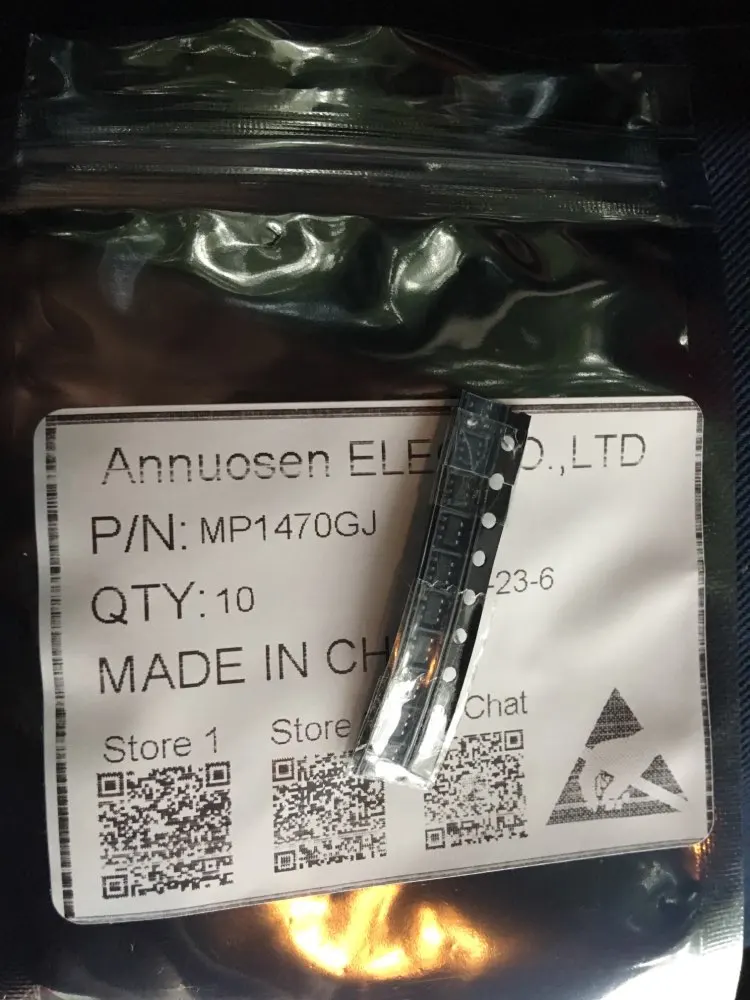 Annuosen ELE O.,LTD
P/N: MP1470GJ
QTY: 10 -23-6
MADE IN CH
Store 1 Store Chat